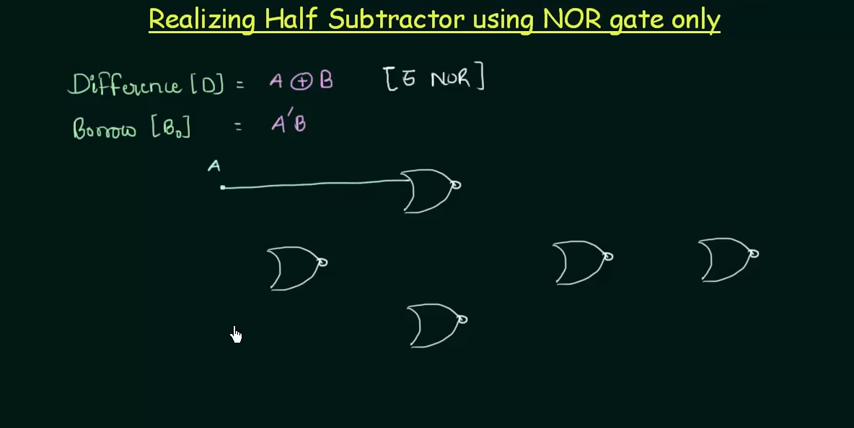 Realizing Half Subtractor using NOR gate only
Difference [D] = A ⊕ B [5 NOR]
Borrow [B₀] = A'B
A